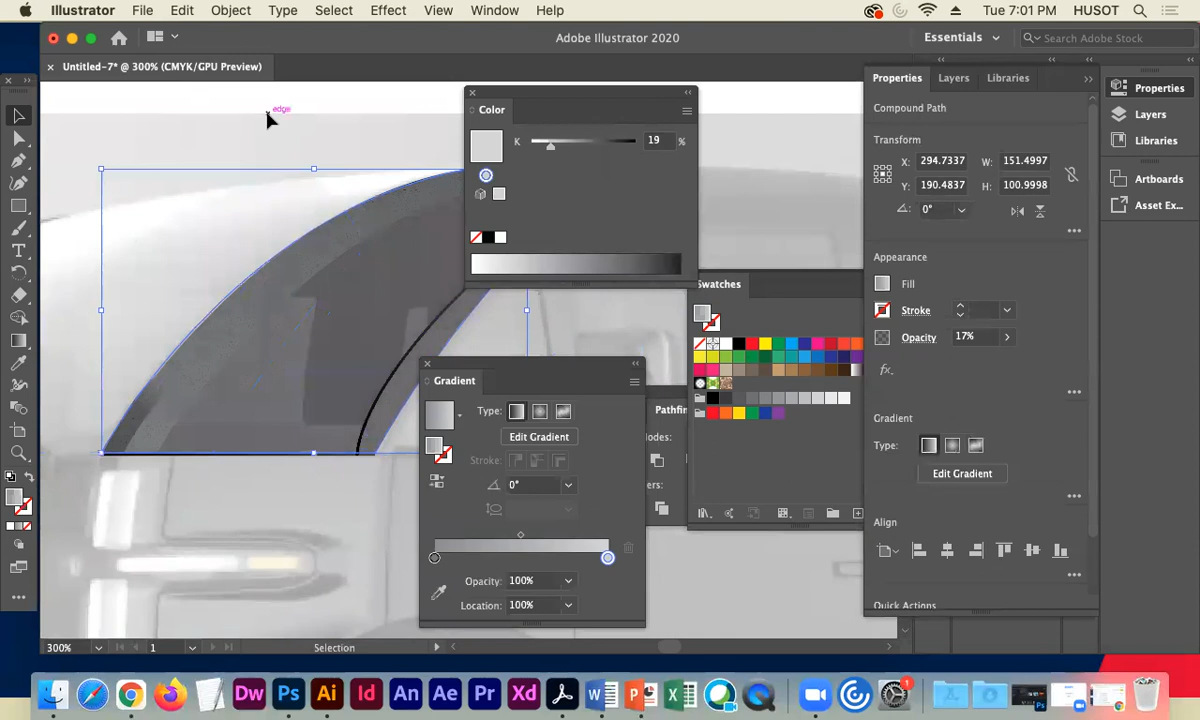 Illustrator File Edit Object Type Select Effect View Window Help Tue 7:01 PM HUSOT
Adobe Illustrator 2020 Essentials Search Adobe Stock
× Untitled-7* @ 300% (CMYK/GPU Preview)
Properties Layers Libraries
Properties
Layers
Libraries
Artboards
Asset Ex...
edge
Color
K 19 %
Compound Path
Transform
X: 294.7337 W: 151.4997
Y: 190.4837 H: 100.9998
0°
Appearance
Fill
Stroke
Opacity 17%
fx.
Gradient
Type:
Edit Gradient
Align
Quick Actions
Swatches
Pathfin
Modes:
Gradient
Type:
Edit Gradient
Stroke:
0°
Opacity: 100%
Location: 100%
300% 1 Selection
Dw Ps Ai Id An Ae Pr Xd W P X 1